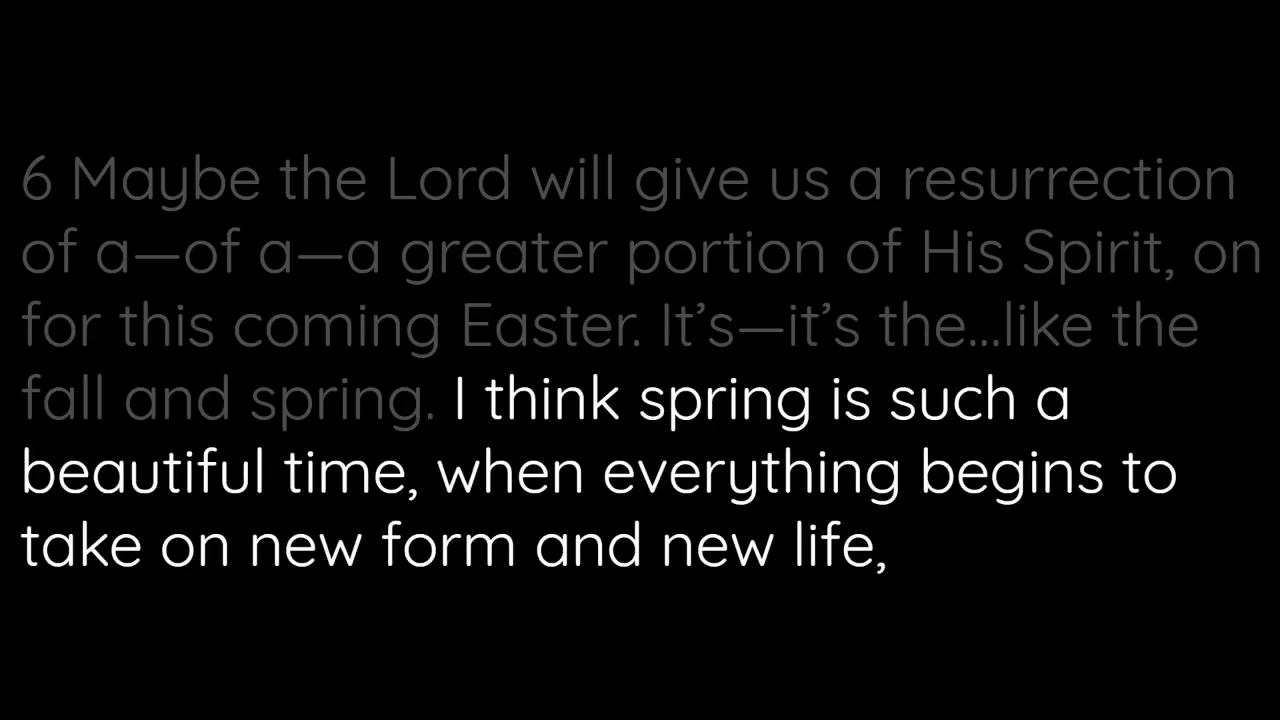 6 Maybe the Lord will give us a resurrection
of a—of a—a greater portion of His Spirit, on
for this coming Easter. It’s—it’s the...like the
fall and spring. I think spring is such a
beautiful time, when everything begins to
take on new form and new life,